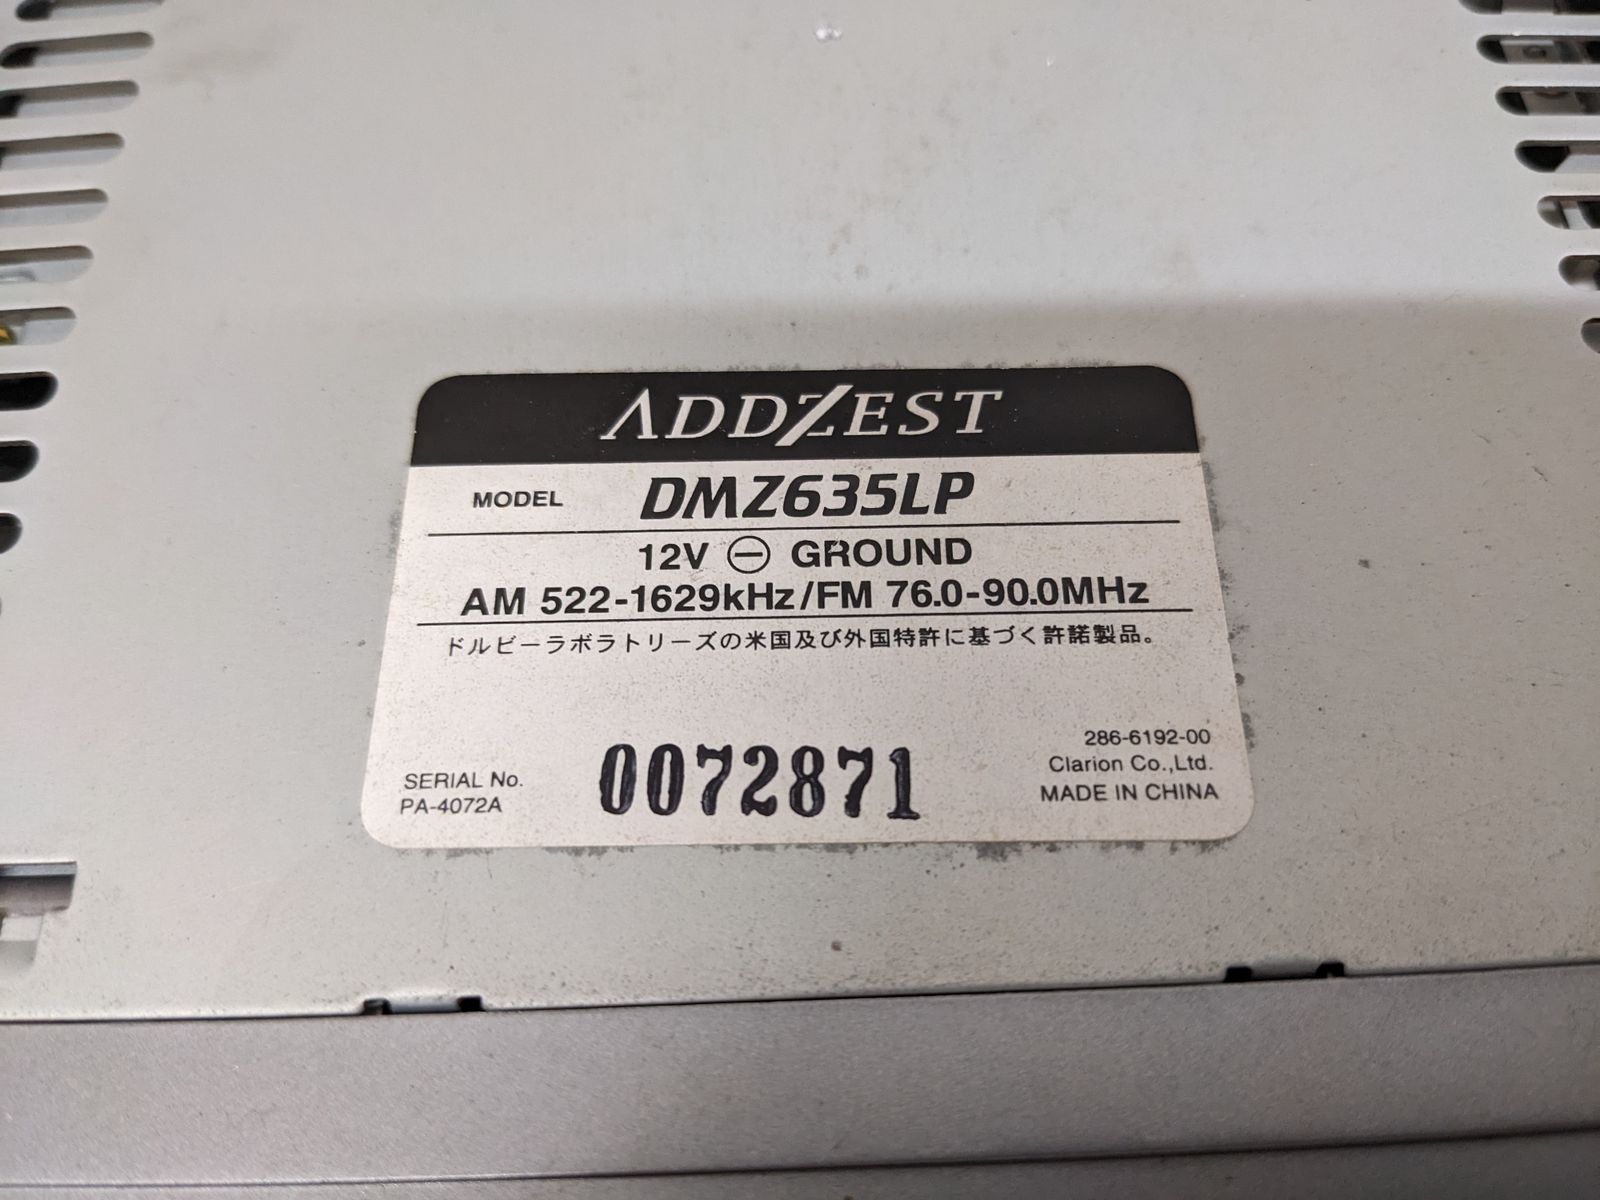 ADDZEST
MODEL DMZ635LP
12V ⊖ GROUND
AM 522-1629kHz/FM 76.0-90.0MHz
ドルビーラボラトリーズの米国及び外国特許に基づく許諾製品。
286-6192-00
Clarion Co.,Ltd.
MADE IN CHINA
SERIAL No.
PA-4072A
0072871